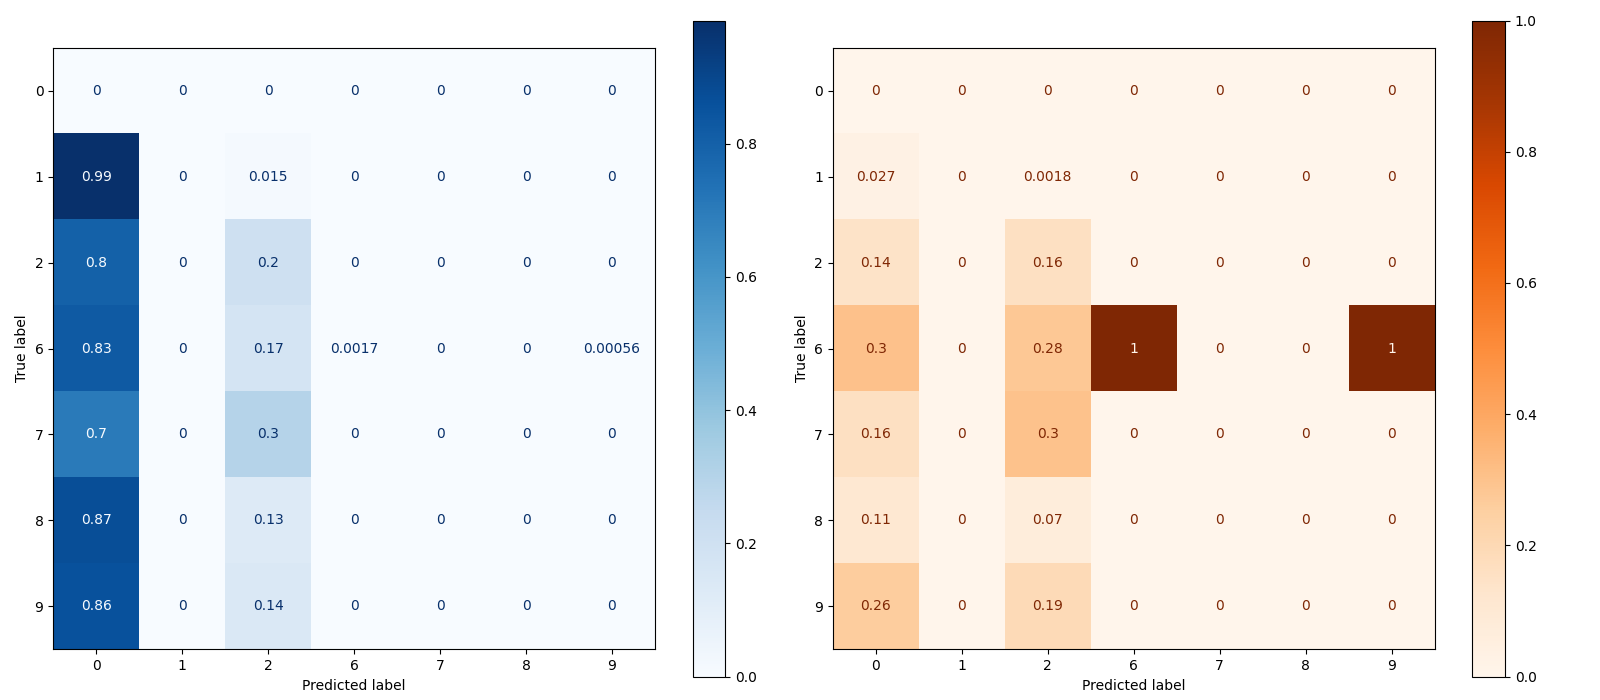 0 0 0 0 0 0 0 0
1 0.99 0 0.015 0 0 0 0
2 0.8 0 0.2 0 0 0 0
6 0.83 0 0.17 0.0017 0 0 0.00056
7 0.7 0 0.3 0 0 0 0
8 0.87 0 0.13 0 0 0 0
9 0.86 0 0.14 0 0 0 0
0 1 2 6 7 8 9
Predicted label
True label
0.8
0.6
0.4
0.2
0.0
0 0 0 0 0 0 0 0
1 0.027 0 0.0018 0 0 0 0
2 0.14 0 0.16 0 0 0 0
6 0.3 0 0.28 1 0 0 1
7 0.16 0 0.3 0 0 0 0
8 0.11 0 0.07 0 0 0 0
9 0.26 0 0.19 0 0 0 0
0 1 2 6 7 8 9
Predicted label
True label
1.0
0.8
0.6
0.4
0.2
0.0